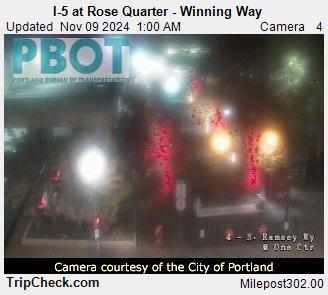 I-5 at Rose Quarter - Winning Way
Updated  Nov 09 2024  1:00 AM  Camera  4
PBOT
PORTLAND BUREAU OF TRANSPORTATION
4 - N. Ramsey Wy
@ One Ctr
Camera courtesy of the City of Portland
TripCheck.com  Milepost302.00